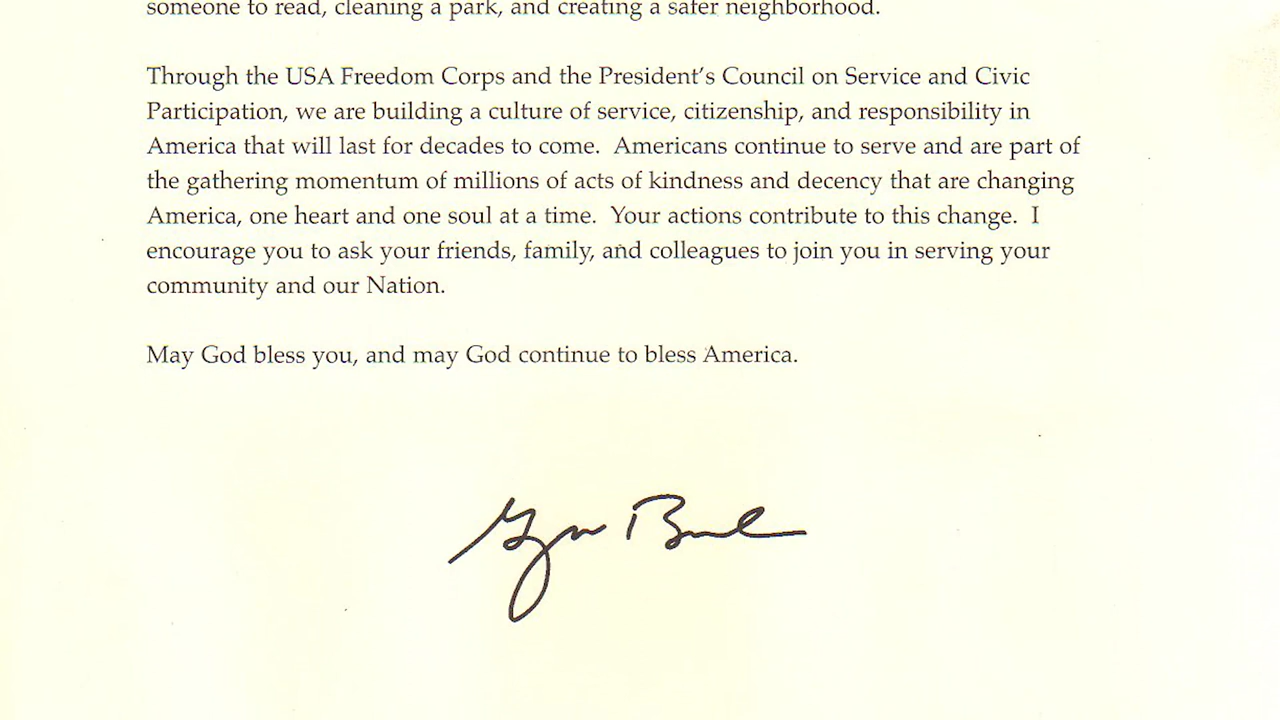 someone to read, cleaning a park, and creating a safer neighborhood.
Through the USA Freedom Corps and the President's Council on Service and Civic
Participation, we are building a culture of service, citizenship, and responsibility in
America that will last for decades to come.  Americans continue to serve and are part of
the gathering momentum of millions of acts of kindness and decency that are changing
America, one heart and one soul at a time.  Your actions contribute to this change.  I
encourage you to ask your friends, family, and colleagues to join you in serving your
community and our Nation.
May God bless you, and may God continue to bless America.